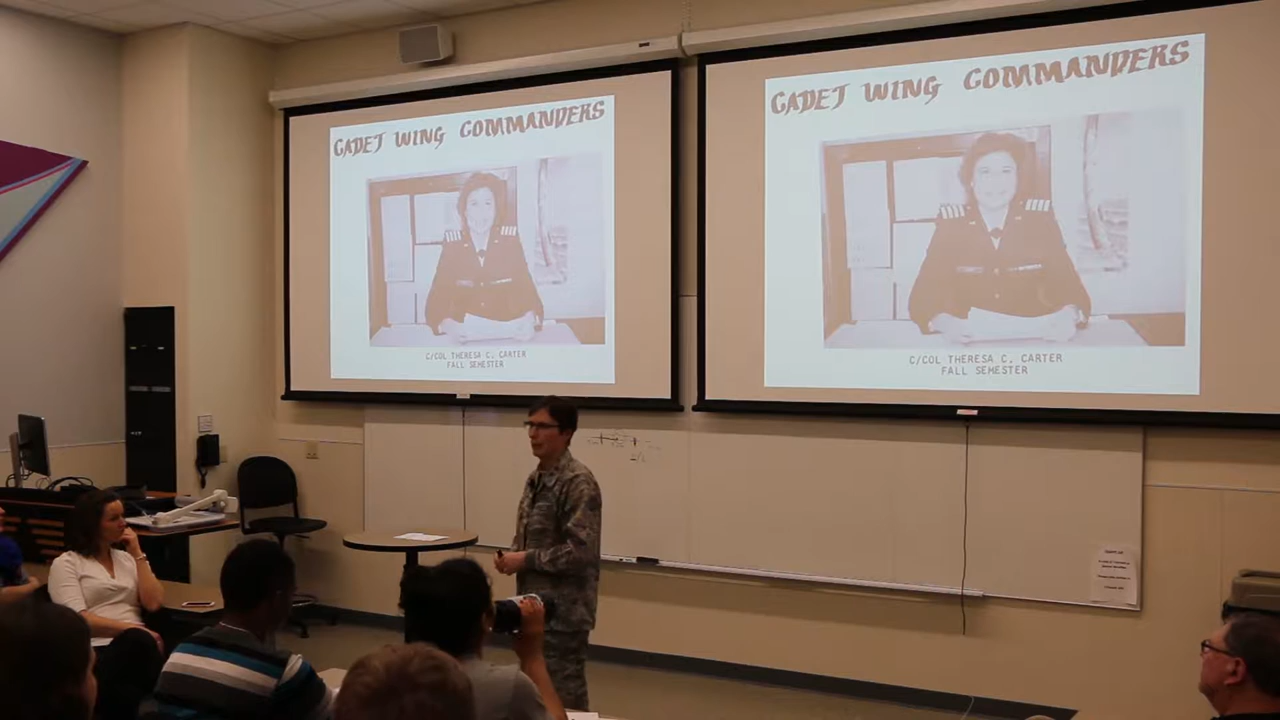 CADET WING COMMANDERS
C/COL THERESA C. CARTER
FALL SEMESTER
CADET WING COMMANDERS
C/COL THERESA C. CARTER
FALL SEMESTER